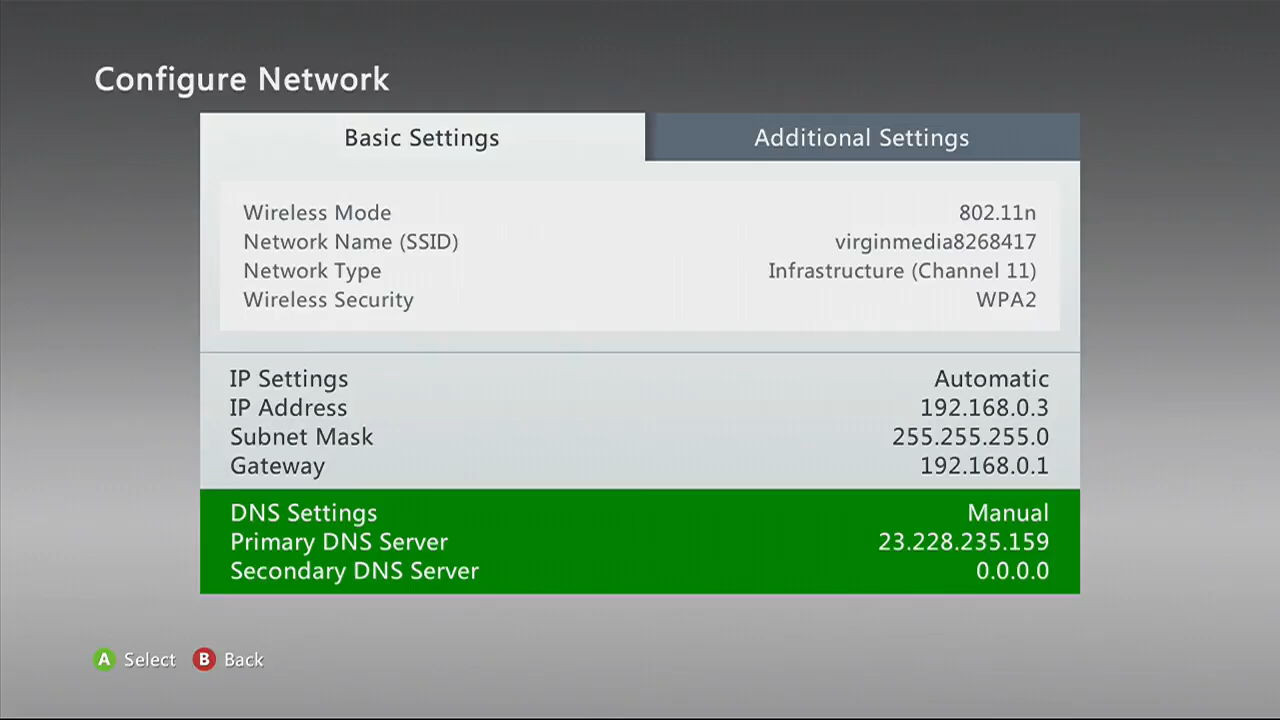 Configure Network
Basic Settings
Additional Settings
Wireless Mode 802.11n
Network Name (SSID) virginmedia8268417
Network Type Infrastructure (Channel 11)
Wireless Security WPA2
IP Settings Automatic
IP Address 192.168.0.3
Subnet Mask 255.255.255.0
Gateway 192.168.0.1
DNS Settings Manual
Primary DNS Server 23.228.235.159
Secondary DNS Server 0.0.0.0
A Select B Back